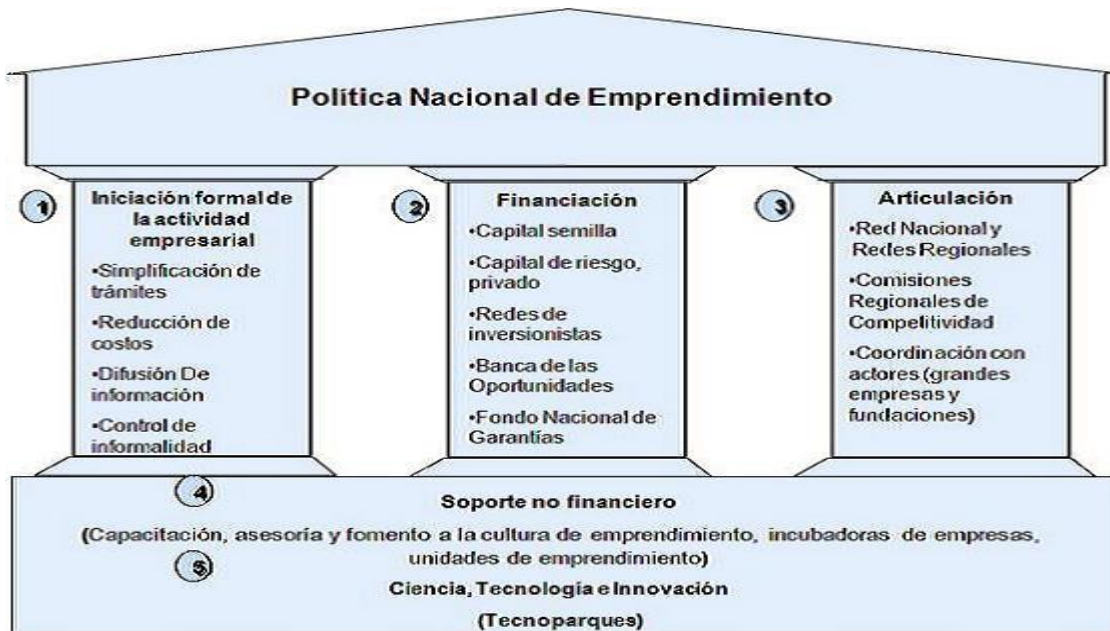 Política Nacional de Emprendimiento
1
Iniciación formal de
la actividad
empresarial
•Simplificación de
trámites
•Reducción de
costos
•Difusión De
información
•Control de
informalidad
2
Financiación
•Capital semilla
•Capital de riesgo,
privado
•Redes de
inversionistas
•Banca de las
Oportunidades
•Fondo Nacional de
Garantías
3
Articulación
•Red Nacional y
Redes Regionales
•Comisiones
Regionales de
Competitividad
•Coordinación con
actores (grandes
empresas y
fundaciones)
4
Soporte no financiero
(Capacitación, asesoría y fomento a la cultura de emprendimiento, incubadoras de empresas,
unidades de emprendimiento)
5
Ciencia, Tecnología e Innovación
(Tecnoparques)